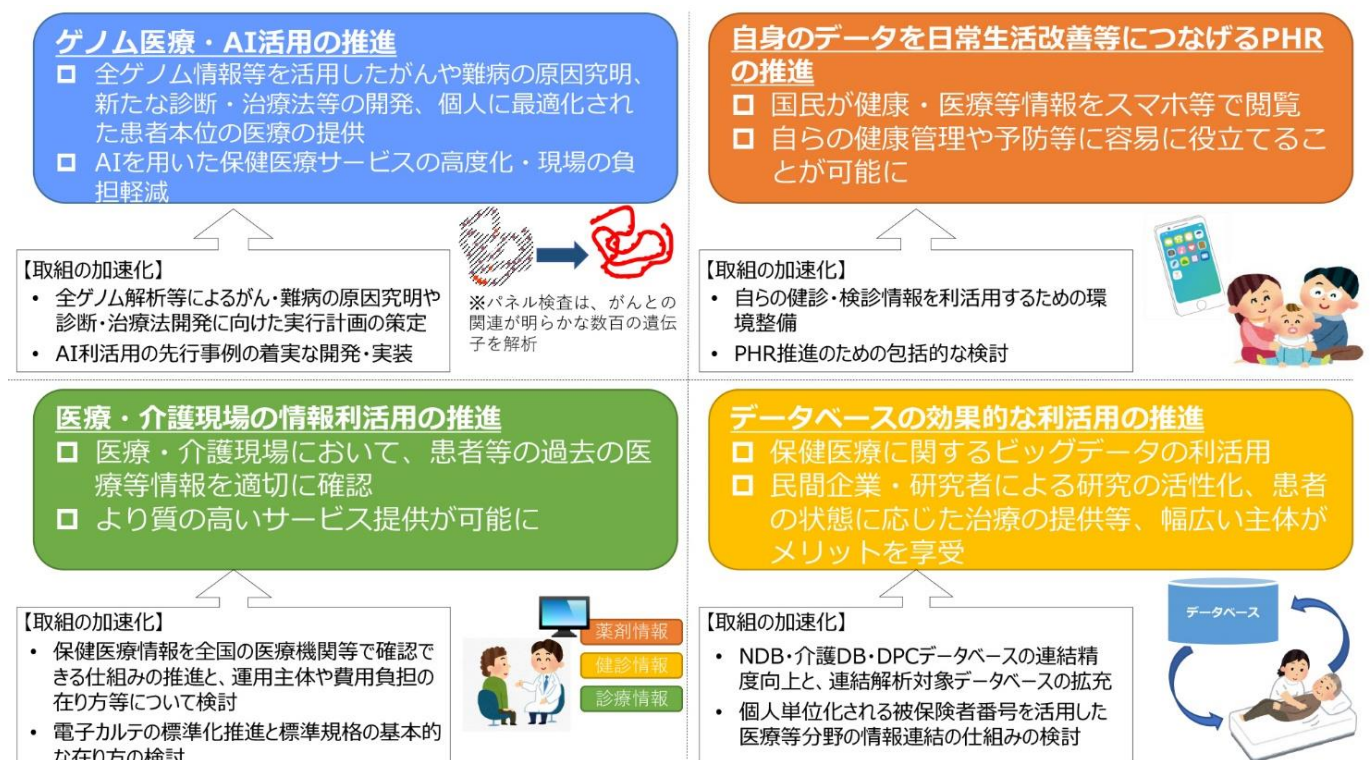 ゲノム医療・AI活用の推進
全ゲノム情報等を活用したがんや難病の原因究明、
新たな診断・治療法等の開発、個人に最適化され
た患者本位の医療の提供
AIを用いた保健医療サービスの高度化・現場の負
担軽減
【取組の加速化】
• 全ゲノム解析等によるがん・難病の原因究明や
診断・治療法開発に向けた実行計画の策定
• AI利活用の先行事例の着実な開発・実装
※パネル検査は、がんとの
関連が明らかな数百の遺伝
子を解析
自身のデータを日常生活改善等につなげるPHR
の推進
国民が健康・医療等情報をスマホ等で閲覧
自らの健康管理や予防等に容易に役立てるこ
とが可能に
【取組の加速化】
• 自らの健診・検診情報を利活用するための環
境整備
• PHR推進のための包括的な検討
医療・介護現場の情報利活用の推進
医療・介護現場において、患者等の過去の医
療等情報を適切に確認
より質の高いサービス提供が可能に
【取組の加速化】
• 保健医療情報を全国の医療機関等で確認で
きる仕組みの推進と、運用主体や費用負担の
在り方等について検討
• 電子カルテの標準化推進と標準規格の基本的
な在り方の検討
薬剤情報
健診情報
診療情報
データベースの効果的な利活用の推進
保健医療に関するビッグデータの利活用
民間企業・研究者による研究の活性化、患者
の状態に応じた治療の提供等、幅広い主体が
メリットを享受
【取組の加速化】
• NDB・介護DB・DPCデータベースの連結精
度向上と、連結解析対象データベースの拡充
• 個人単位化される被保険者番号を活用した
医療等分野の情報連結の仕組みの検討
データベース